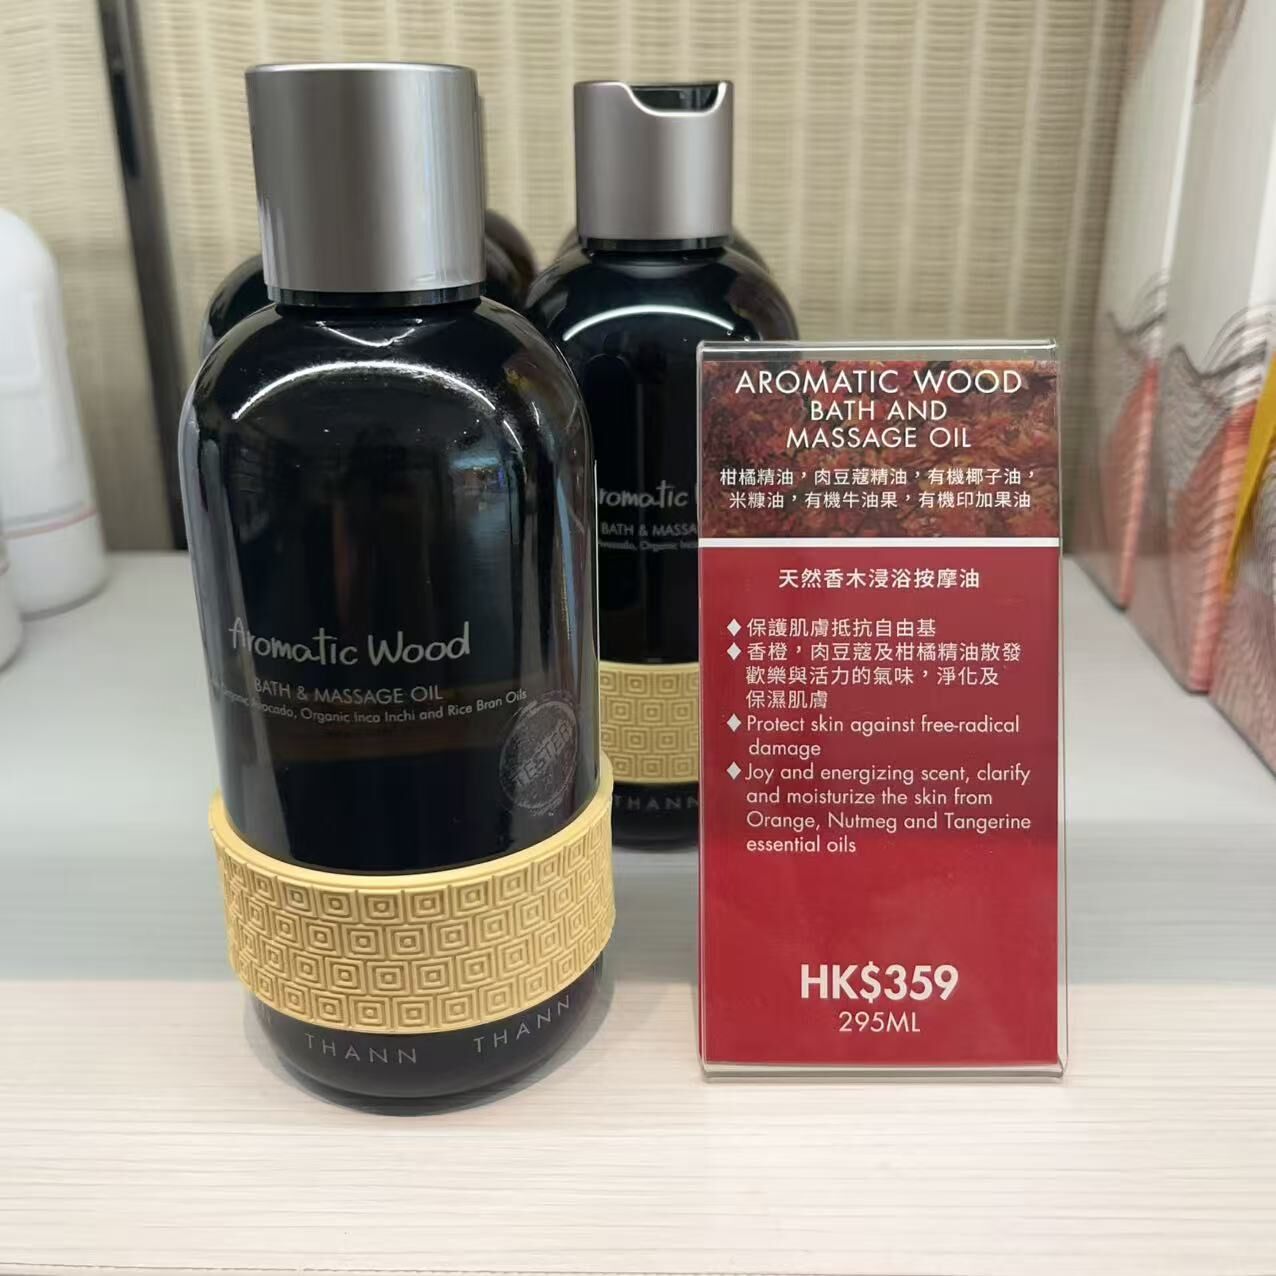 Aromatic Wood
BATH & MASSAGE OIL
Organic Avocado, Organic Inca Inchi and Rice Bran Oils
TESTER
THANN
THANN
romatic W
BATH & MASSA
THANN
AROMATIC WOOD
BATH AND
MASSAGE OIL
柑橘精油，肉豆蔻精油，有機椰子油，
米糠油，有機牛油果，有機印加果油
天然香木浸浴按摩油
♦保護肌膚抵抗自由基
♦香橙，肉豆蔻及柑橘精油散發
歡樂與活力的氣味，淨化及
保濕肌膚
♦Protect skin against free-radical
damage
♦Joy and energizing scent, clarify
and moisturize the skin from
Orange, Nutmeg and Tangerine
essential oils
HK$359
295ML